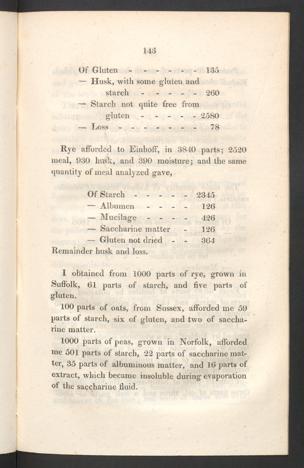 143
Of Gluten - - - - - 135
— Husk, with some gluten and
starch - - - - - 260
— Starch not quite free from
gluten - - - - - 2580
— Loss - - - - - - - 78
Rye afforded to Einhoff, in 3840 parts; 2520
meal, 930 husk, and 390 moisture; and the same
quantity of meal analyzed gave,
Of Starch - - - - - 2345
— Albumen - - - - 126
— Mucilage - - - - 426
— Saccharine matter - 126
— Gluten not dried - - 364
Remainder husk and loss.
I obtained from 1000 parts of rye, grown in
Suffolk, 61 parts of starch, and five parts of
gluten.
100 parts of oats, from Sussex, afforded me 59
parts of starch, six of gluten, and two of saccha-
rine matter.
1000 parts of peas, grown in Norfolk, afforded
me 501 parts of starch, 22 parts of saccharine mat-
ter, 35 parts of albuminous matter, and 16 parts of
extract, which became insoluble during evaporation
of the saccharine fluid.